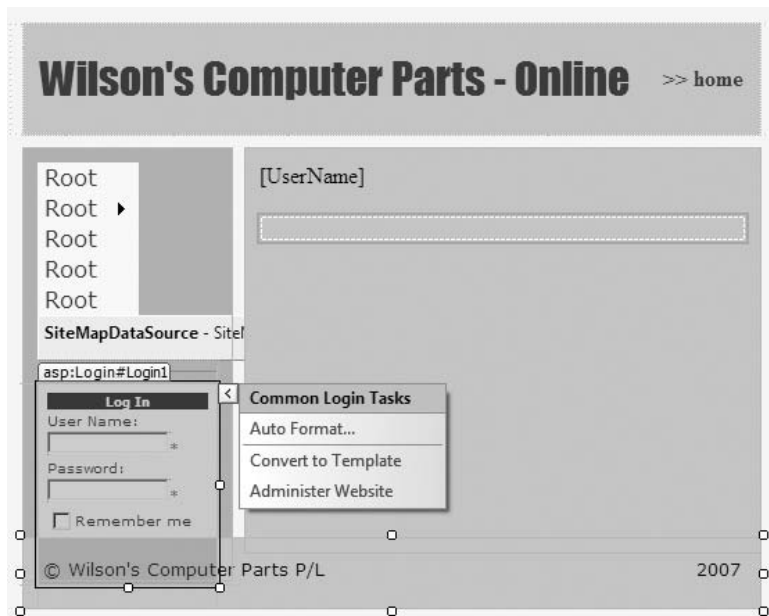 Wilson's Computer Parts - Online >> home
Root
Root
Root
Root
Root
[UserName]
SiteMapDataSource -
asp:Login#Login1
Log In
User Name:
*
Password:
*
Remember me
<
Common Login Tasks
Auto Format...
Convert to Template
Administer Website
© Wilson's Computer Parts P/L 2007